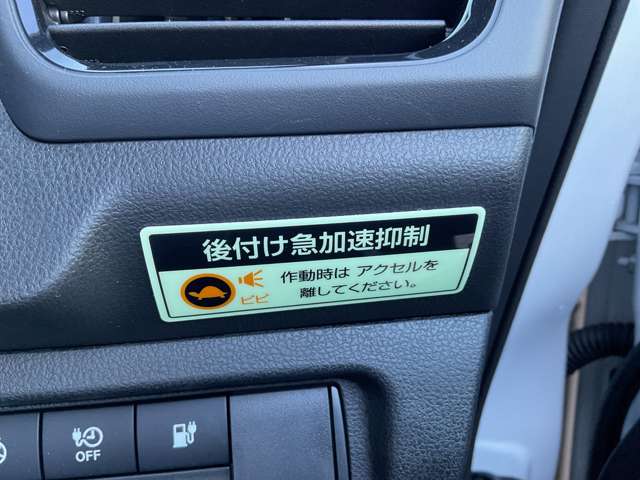 後付け急加速抑制
ピピ
作動時は アクセルを
離してください。
OFF